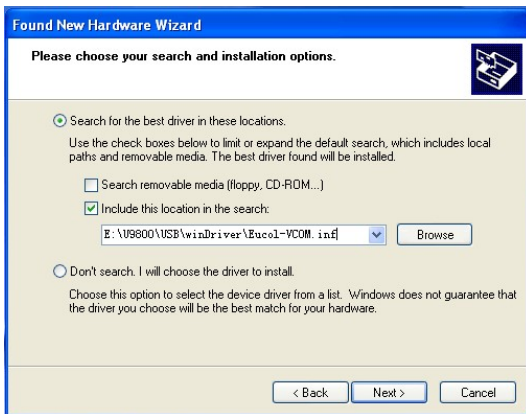 Found New Hardware Wizard
Please choose your search and installation options.
Search for the best driver in these locations.
Use the check boxes below to limit or expand the default search, which includes local
paths and removable media. The best driver found will be installed.
Search removable media (floppy, CD-ROM...)
Include this location in the search:
E:\U9800\USB\winDriver\Eucol-VCOM.inf
Browse
Don't search. I will choose the driver to install.
Choose this option to select the device driver from a list. Windows does not guarantee that
the driver you choose will be the best match for your hardware.
< Back Next > Cancel